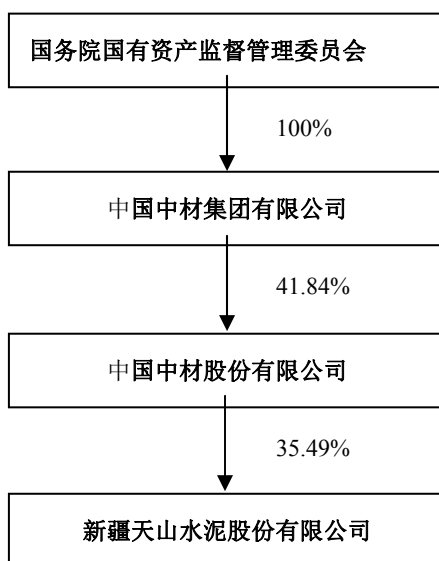 国务院国有资产监督管理委员会
100%
中国中材集团有限公司
41.84%
中国中材股份有限公司
35.49%
新疆天山水泥股份有限公司